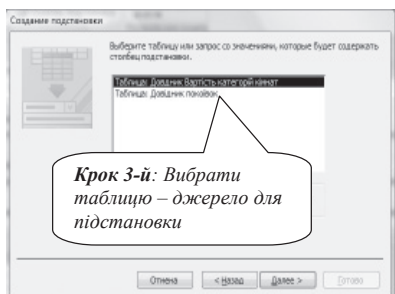 Создание подстановки
Выберите таблицу или запрос со значениями, которые будет содержать
столбец подстановки.
Таблица: Довідник Вартість категорій кімнат
Таблица: Довідник покоївок
Крок 3-й: Вибрати
таблицю – джерело для
підстановки
Отмена
< Назад
Далее >
Готово